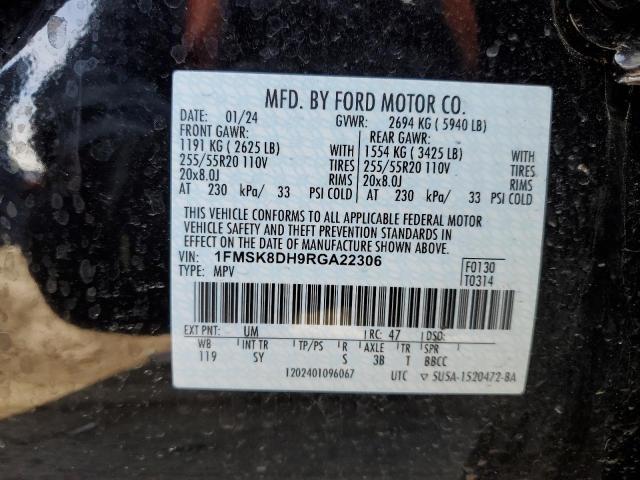 MFD. BY FORD MOTOR CO.
DATE: 01/24 GVWR: 2694 KG ( 5940 LB)
FRONT GAWR: REAR GAWR:
1191 KG ( 2625 LB) WITH 1554 KG ( 3425 LB) WITH
255/55R20 110V TIRES 255/55R20 110V TIRES
20x8.0J RIMS 20x8.0J RIMS
AT 230 kPa/ 33 PSI COLD AT 230 kPa/ 33 PSI COLD
THIS VEHICLE CONFORMS TO ALL APPLICABLE FEDERAL MOTOR
VEHICLE SAFETY AND THEFT PREVENTION STANDARDS IN
EFFECT ON THE DATE OF MANUFACTURE SHOWN ABOVE.
VIN: 1FMSK8DH9RGA22306 F0130
TYPE: MPV T0314
EXT PNT: UM RC: 47 DSO:
WB INT TR TP/PS R AXLE TR SPR
119 SY S 3B T BBCC
1202401096067 UTC ▽ 5USA-1520472-BA